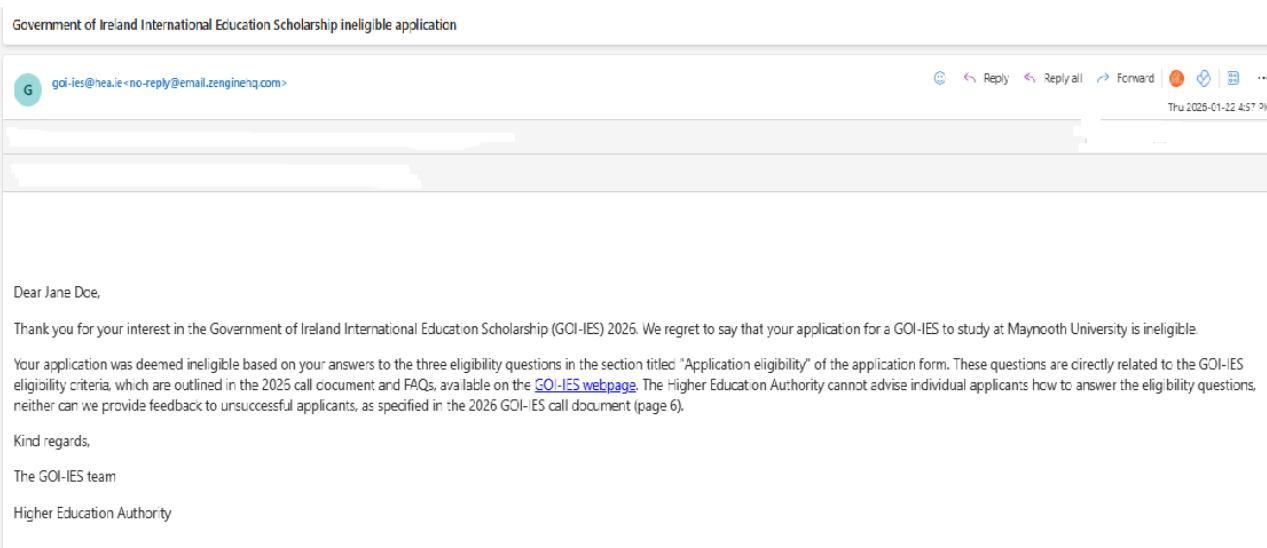 Government of Ireland International Education Scholarship ineligible application
G
goi-ies@hea.ie<no-reply@email.zenginehq.com>
Reply Reply all Forward
Thu 2026-01-22 4:57 PM
Dear Jane Doe,
Thank you for your interest in the Government of Ireland International Education Scholarship (GOI-IES) 2026. We regret to say that your application for a GOI-IES to study at Maynooth University is ineligible.
Your application was deemed ineligible based on your answers to the three eligibility questions in the section titled "Application eligibility" of the application form. These questions are directly related to the GOI-IES
eligibility criteria, which are outlined in the 2026 call document and FAQs, available on the GOI-IES webpage. The Higher Education Authority cannot advise individual applicants how to answer the eligibility questions,
neither can we provide feedback to unsuccessful applicants, as specified in the 2026 GOI-IES call document (page 6).
Kind regards,
The GOI-IES team
Higher Education Authority